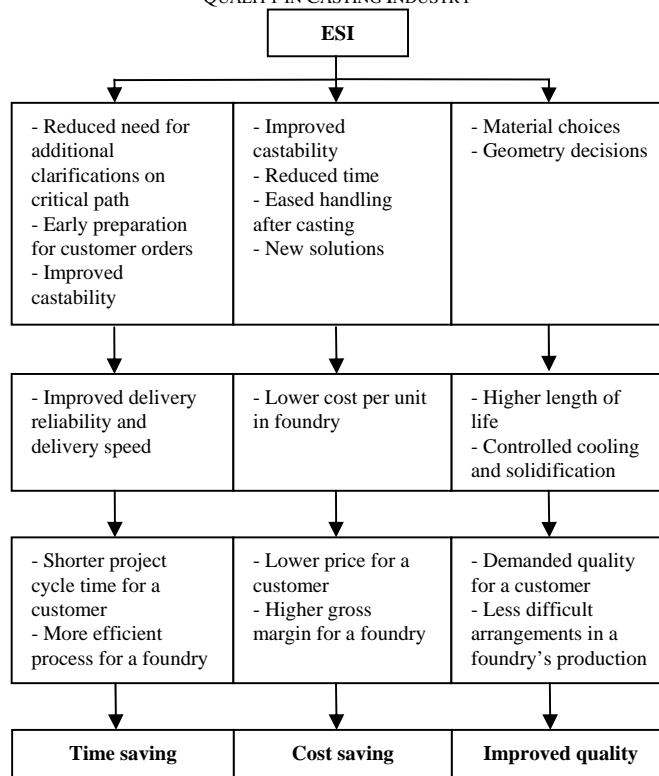 QUALITY IN CASTING INDUSTRY
ESI
- Reduced need for
additional
clarifications on
critical path
- Early preparation
for customer orders
- Improved
castability
- Improved
castability
- Reduced time
- Eased handling
after casting
- New solutions
- Material choices
- Geometry decisions
- Improved delivery
reliability and
delivery speed
- Lower cost per unit
in foundry
- Higher length of
life
- Controlled cooling
and solidification
- Shorter project
cycle time for a
customer
- More efficient
process for a foundry
- Lower price for a
customer
- Higher gross
margin for a foundry
- Demanded quality
for a customer
- Less difficult
arrangements in a
foundry's production
Time saving
Cost saving
Improved quality